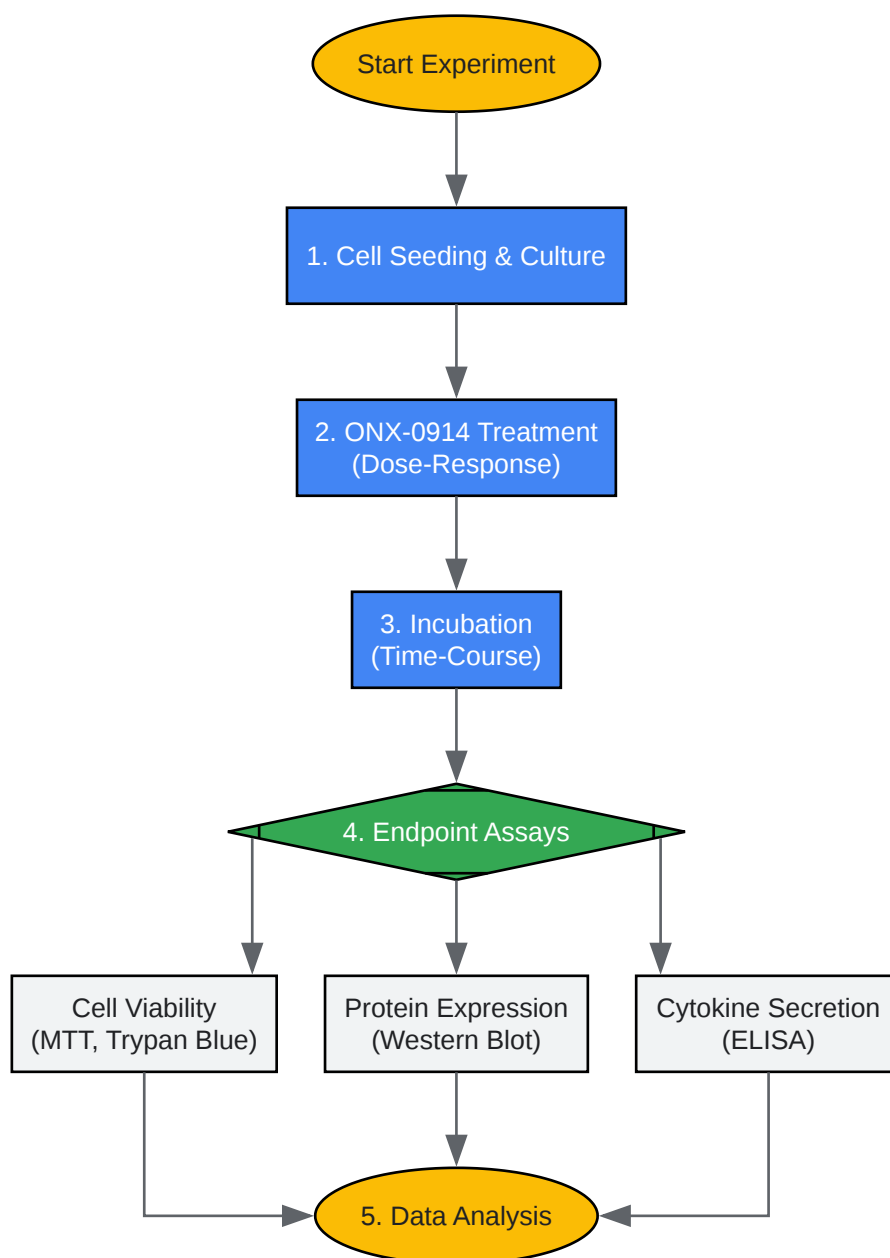 Start Experiment
1. Cell Seeding & Culture
2. ONX-0914 Treatment
(Dose-Response)
3. Incubation
(Time-Course)
4. Endpoint Assays
Cell Viability
(MTT, Trypan Blue)
Protein Expression
(Western Blot)
Cytokine Secretion
(ELISA)
5. Data Analysis